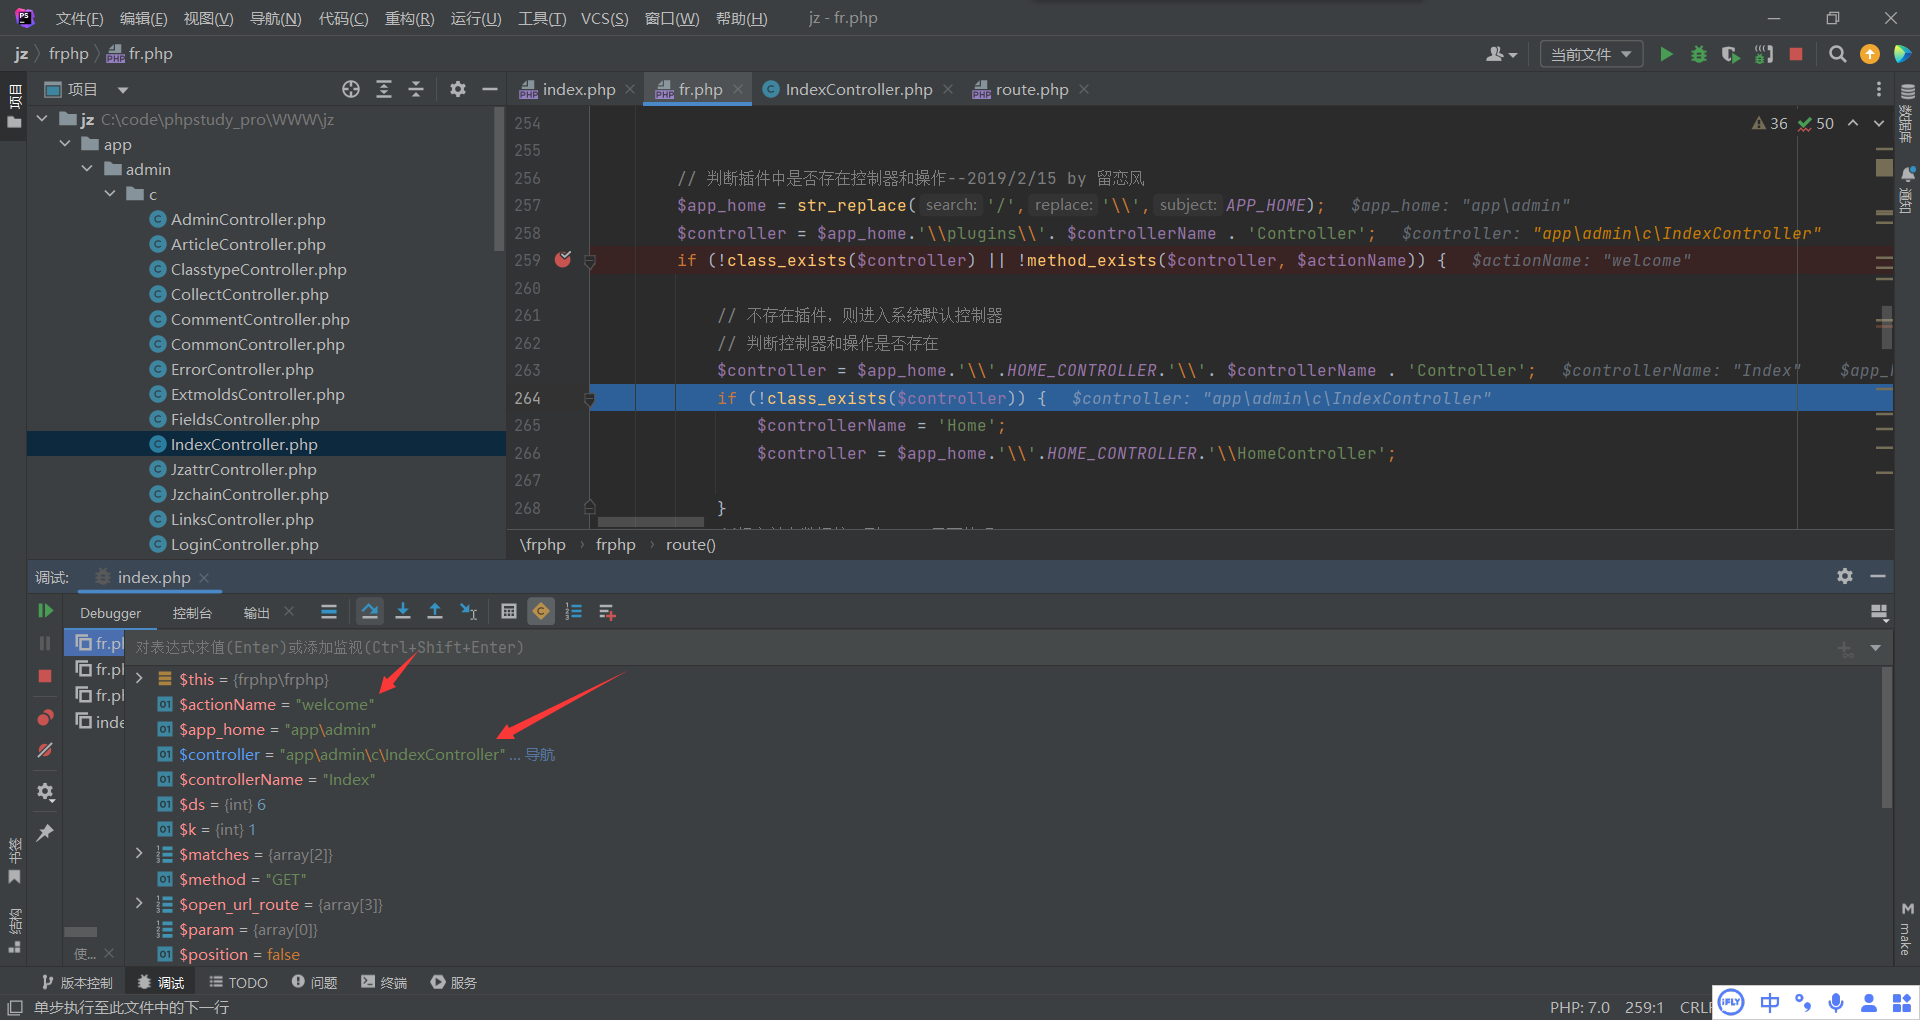 文件(F) 编辑(E) 视图(V) 导航(N) 代码(C) 重构(R) 运行(U) 工具(T) VCS(S) 窗口(W) 帮助(H) jz - fr.php
jz frphp fr.php
当前文件
项目
项目
index.php fr.php IndexController.php route.php
jz C:\code\phpstudy_pro\WWW\jz
app
admin
c
AdminController.php
ArticleController.php
ClasstypeController.php
CollectController.php
CommentController.php
CommonController.php
ErrorController.php
ExtmoldsController.php
FieldsController.php
IndexController.php
JzattrController.php
JzchainController.php
LinksController.php
LoginController.php
36 50
254
255
256 // 判断插件中是否存在控制器和操作--2019/2/15 by 留恋风
257 $app_home = str_replace( search: '/', replace: '\\', subject: APP_HOME); $app_home: "app\admin"
258 $controller = $app_home.'\\plugins\\'. $controllerName . 'Controller'; $controller: "app\admin\c\IndexController"
259 if (!class_exists($controller) || !method_exists($controller, $actionName)) { $actionName: "welcome"
260
261 // 不存在插件，则进入系统默认控制器
262 // 判断控制器和操作是否存在
263 $controller = $app_home.'\\'.HOME_CONTROLLER.'\\'. $controllerName . 'Controller'; $controllerName: "Index" $app_
264 if (!class_exists($controller)) { $controller: "app\admin\c\IndexController"
265 $controllerName = 'Home';
266 $controller = $app_home.'\\'.HOME_CONTROLLER.'\\HomeController';
267
268 }
\frphp frphp route()
数据库
通知
调试: index.php
Debugger 控制台 输出
fr.p
fr.p
fr.p
inde
对表达式求值(Enter)或添加监视(Ctrl+Shift+Enter)
$this = {frphp\frphp}
$actionName = "welcome"
$app_home = "app\admin"
$controller = "app\admin\c\IndexController" ... 导航
$controllerName = "Index"
$ds = {int} 6
$k = {int} 1
$matches = {array[2]}
$method = "GET"
$open_url_route = {array[3]}
$param = {array[0]}
$position = false
使...
书签
结构
make
版本控制 调试 TODO 问题 终端 服务
单步执行至此文件中的下一行
PHP: 7.0 259:1 CRLF
iFLY 中